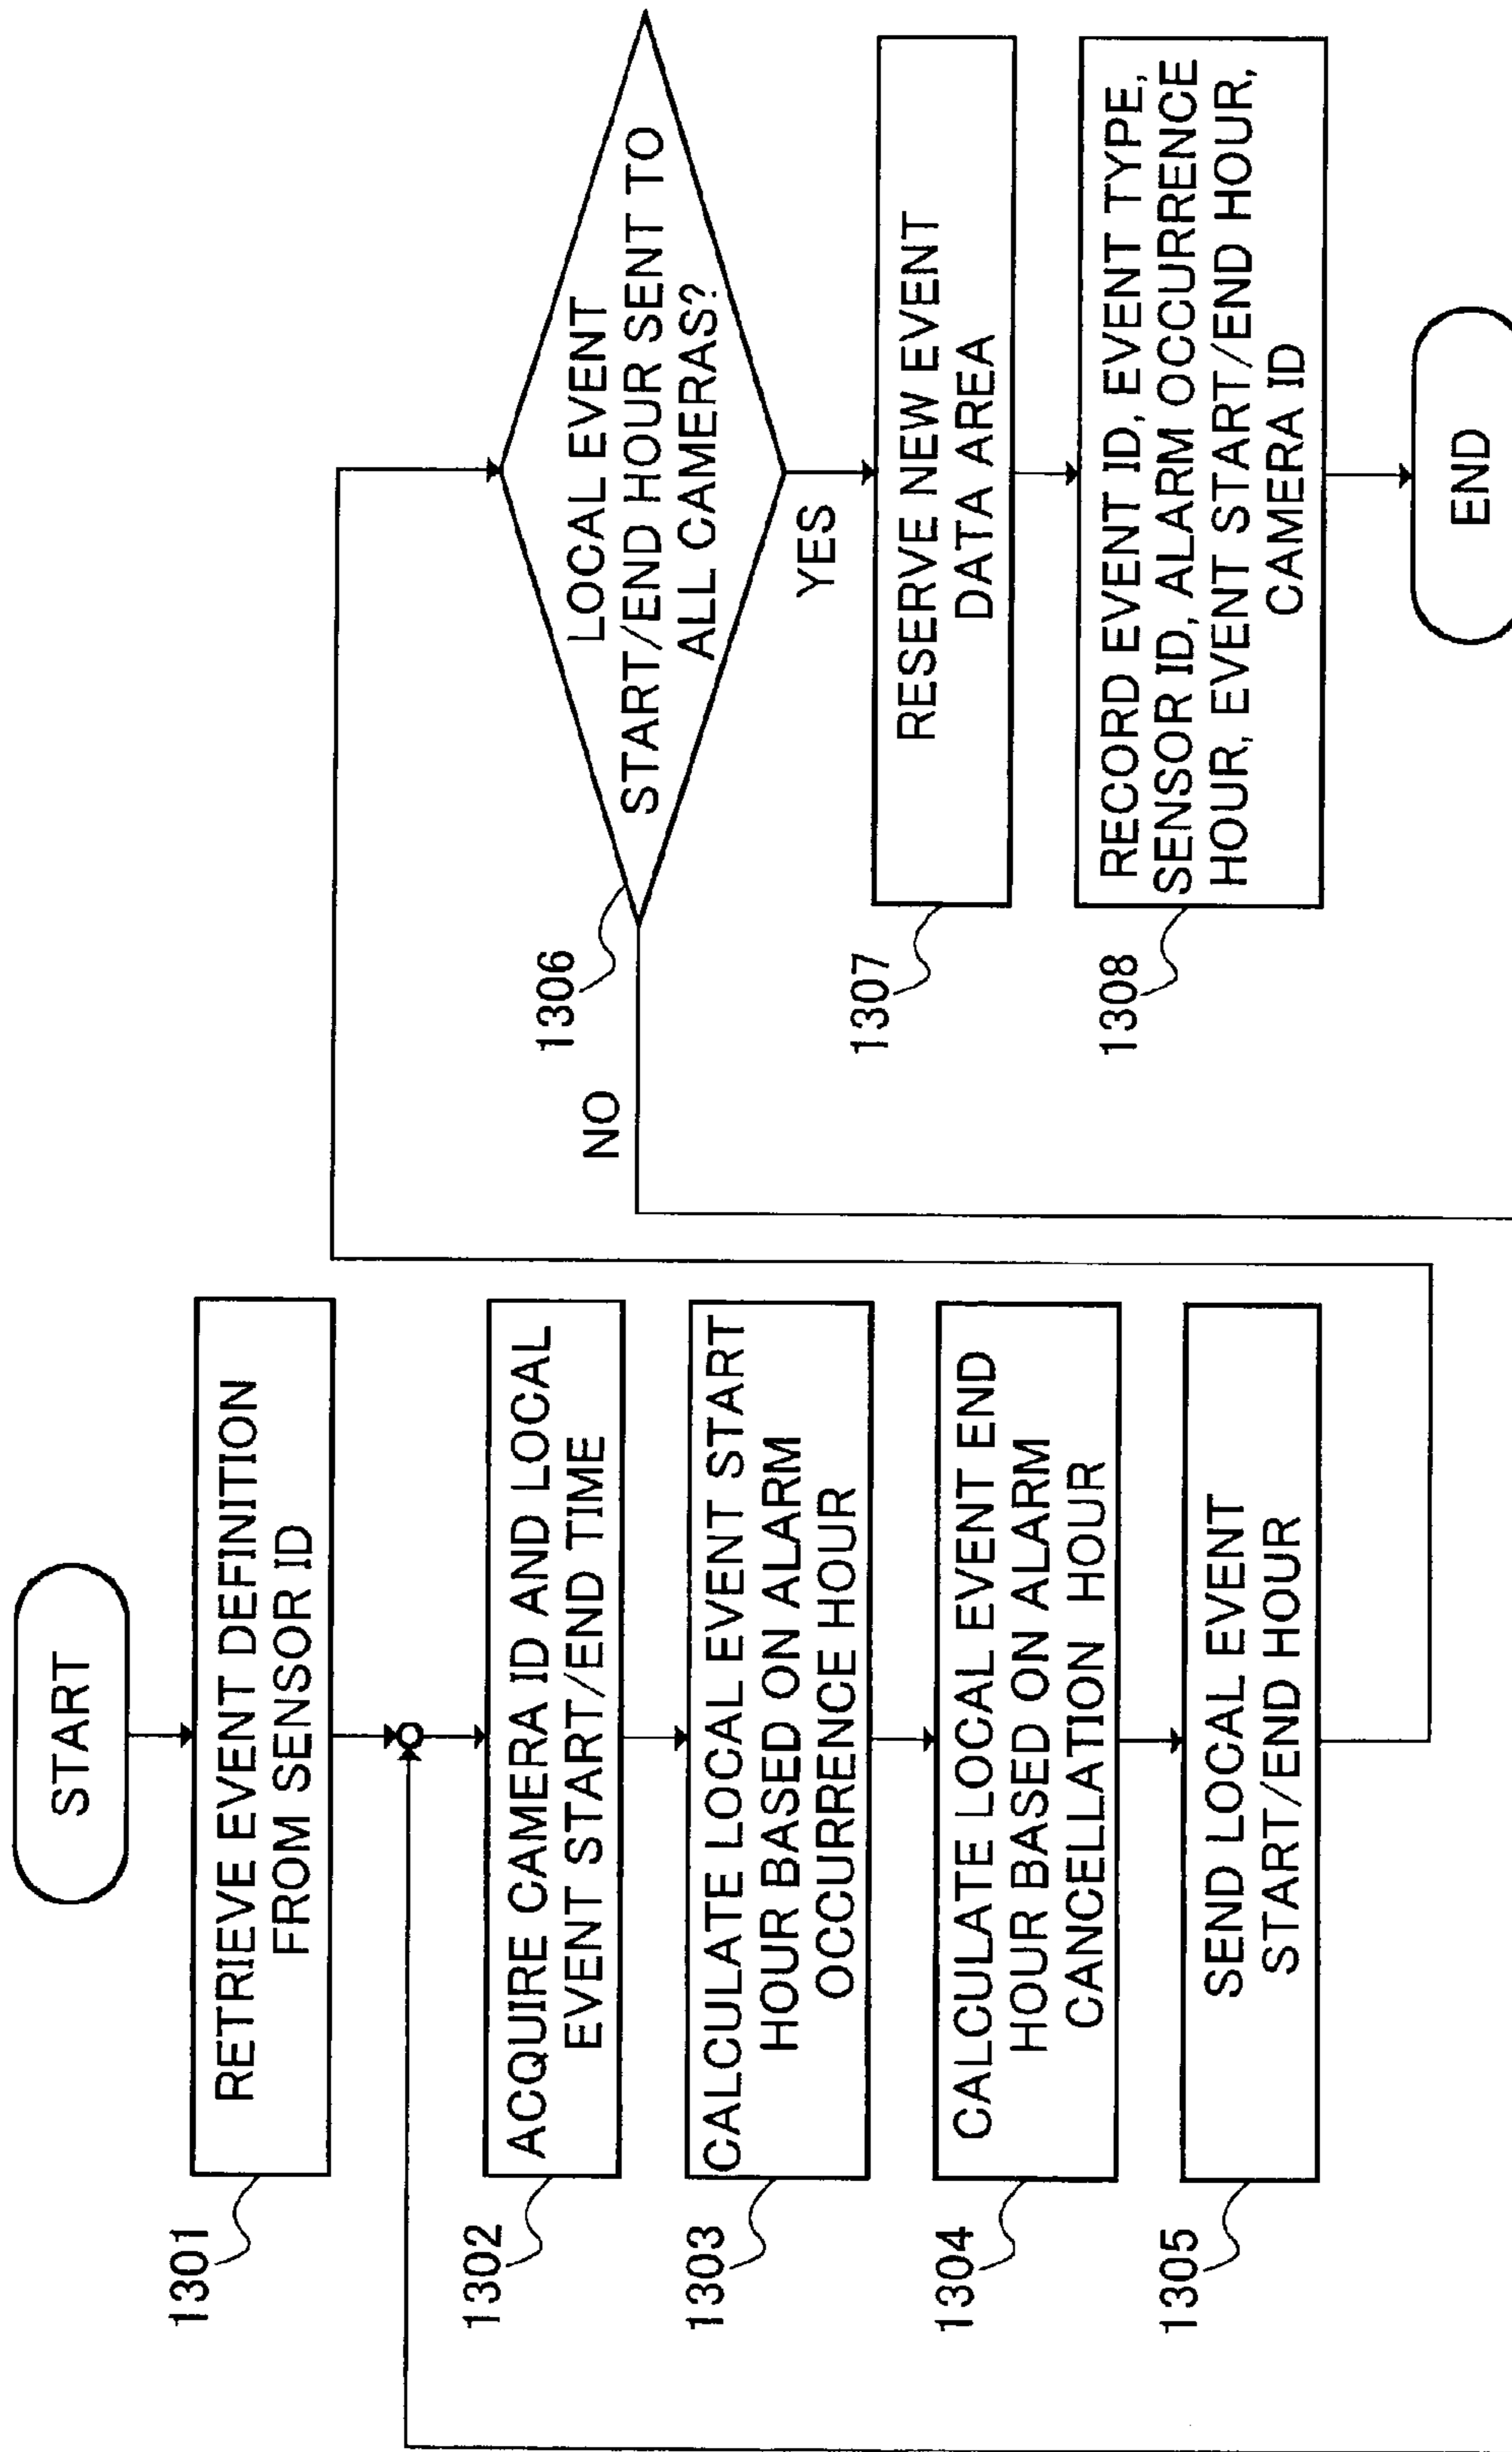 START
1301
RETRIEVE EVENT DEFINITION
FROM SENSOR ID
1302
ACQUIRE CAMERA ID AND LOCAL
EVENT START/END TIME
1303
CALCULATE LOCAL EVENT START
HOUR BASED ON ALARM
OCCURRENCE HOUR
1304
CALCULATE LOCAL EVENT END
HOUR BASED ON ALARM
CANCELLATION HOUR
1305
SEND LOCAL EVENT
START/END HOUR
1306
LOCAL EVENT
START/END HOUR SENT TO
ALL CAMERAS?
NO
YES
1307
RESERVE NEW EVENT
DATA AREA
1308
RECORD EVENT ID, EVENT TYPE,
SENSOR ID, ALARM OCCURRENCE
HOUR, EVENT START/END HOUR,
CAMERA ID
END